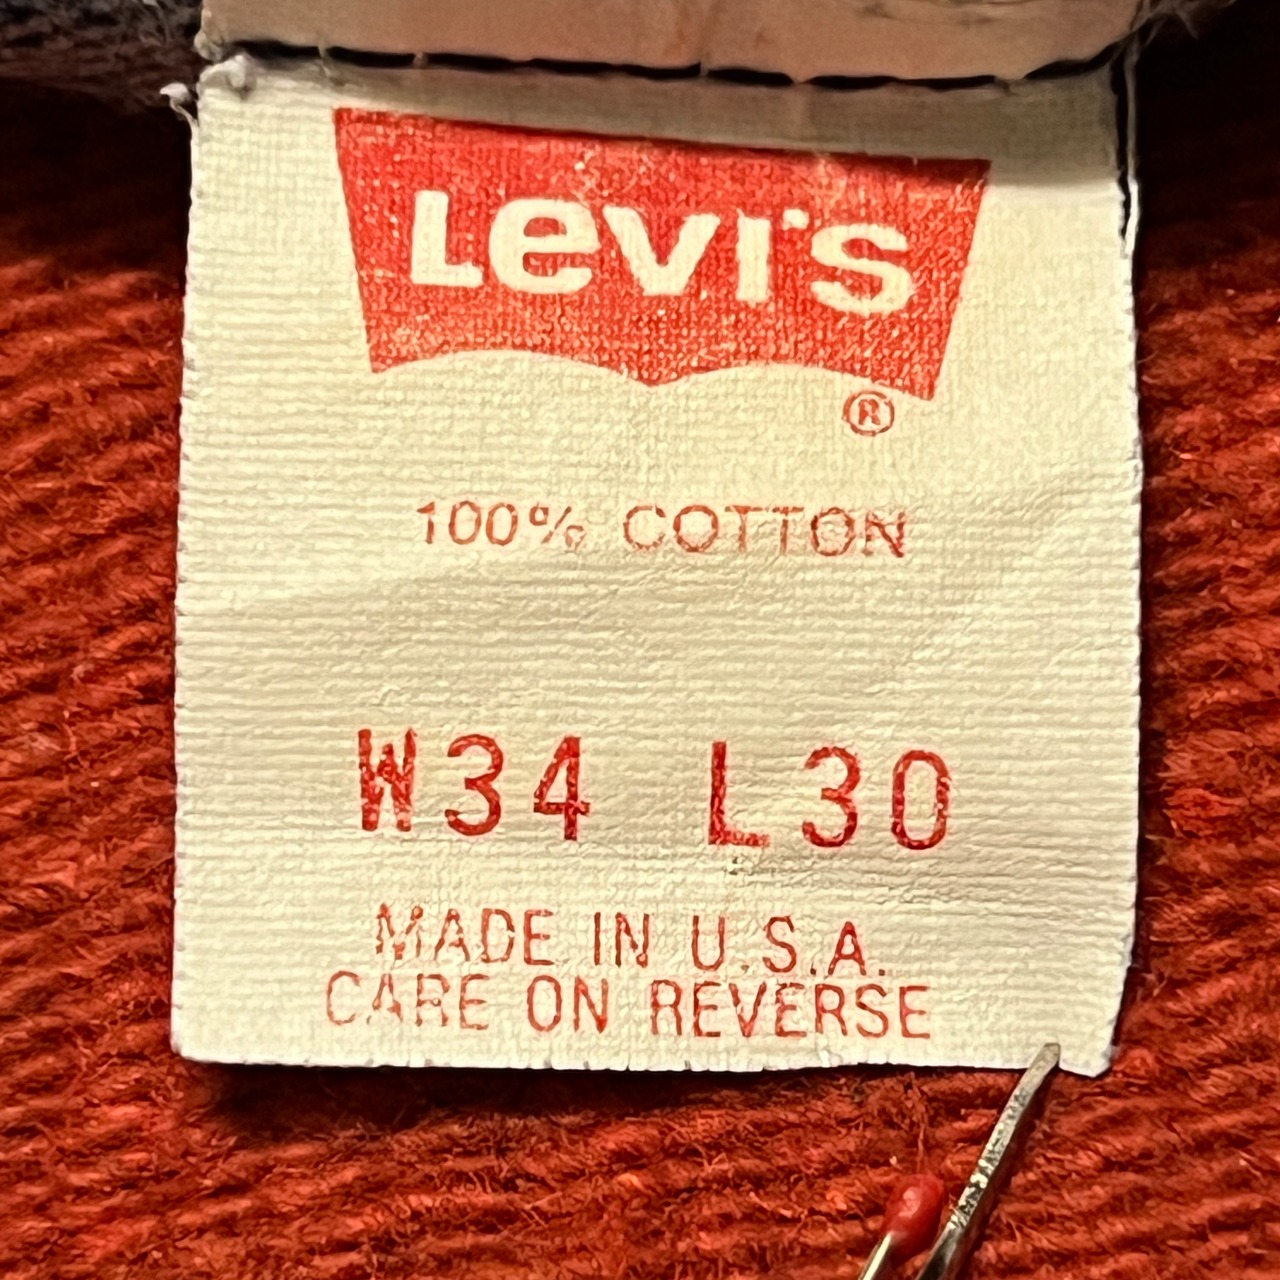 Levi's
®
100% COTTON
W34 L30
MADE IN U.S.A.
CARE ON REVERSE